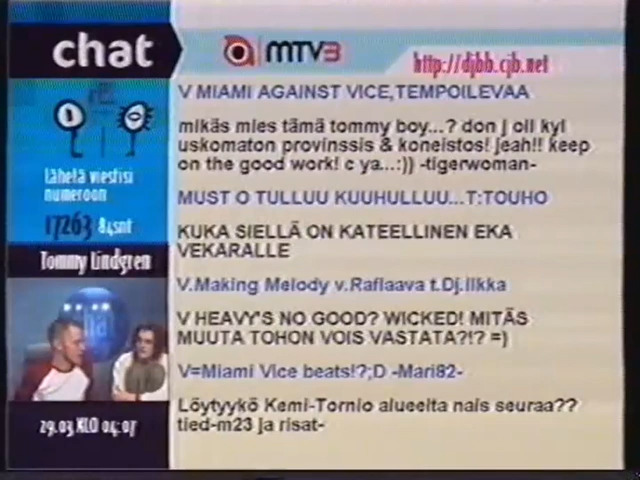 chat
MTV3
http://djbb.cjb.net
V MIAMI AGAINST VICE,TEMPOILEVAA
mikäs mies tämä tommy boy...? don j oli kyl
uskomaton provinssis & koneistos! jeah!! keep
on the good work! c ya...:)) -tigerwoman-
MUST O TULLUU KUUHULLUU...T:TOUHO
KUKA SIELLÄ ON KATEELLINEN EKA
VEKARALLE
V.Making Melody v.Raflaava t.Dj.Ilkka
V HEAVY'S NO GOOD? WICKED! MITÄS
MUUTA TOHON VOIS VASTATA?!? =)
V=Miami Vice beats!?;D -Mari82-
Löytyykö Kemi-Tornio alueelta nais seuraa??
tied-m23 ja risat-
Lähetä viestisi
numeroon
17263 84snt
Tommy Lindgren
29.03.KLO 04:07